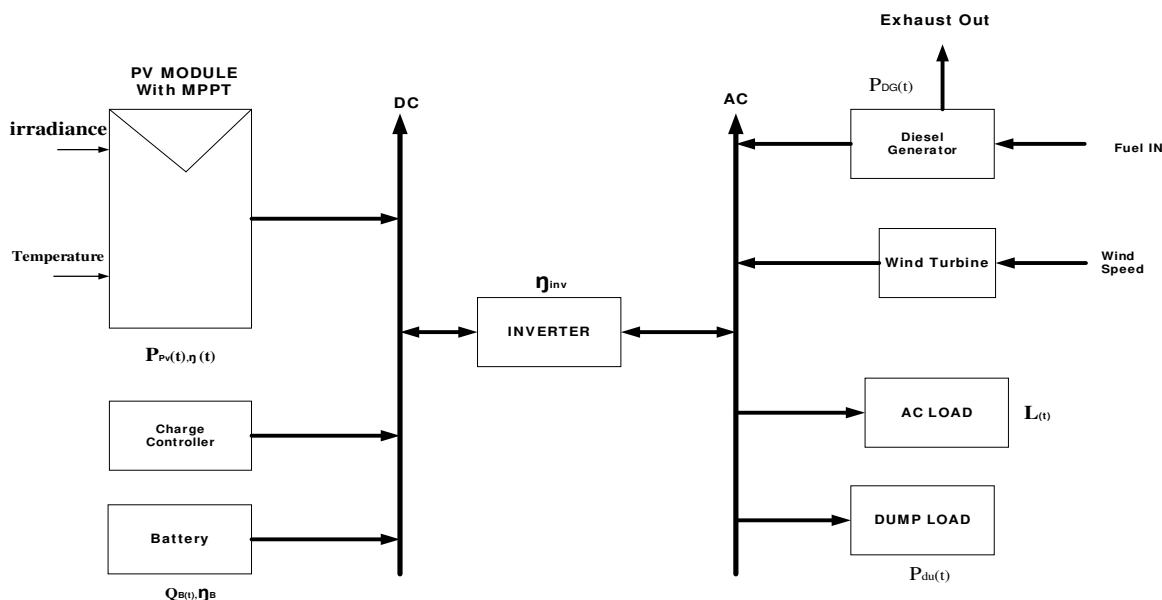 Exhaust Out
PV MODULE
With MPPT
PDG(t)
DC
AC
irradiance
Diesel
Generator
Fuel IN
Temperature
Wind Turbine
Wind
Speed
ηinv
INVERTER
PPv(t),η (t)
AC LOAD
L(t)
Charge
Controller
DUMP LOAD
Battery
Pdu(t)
QB(t),ηB